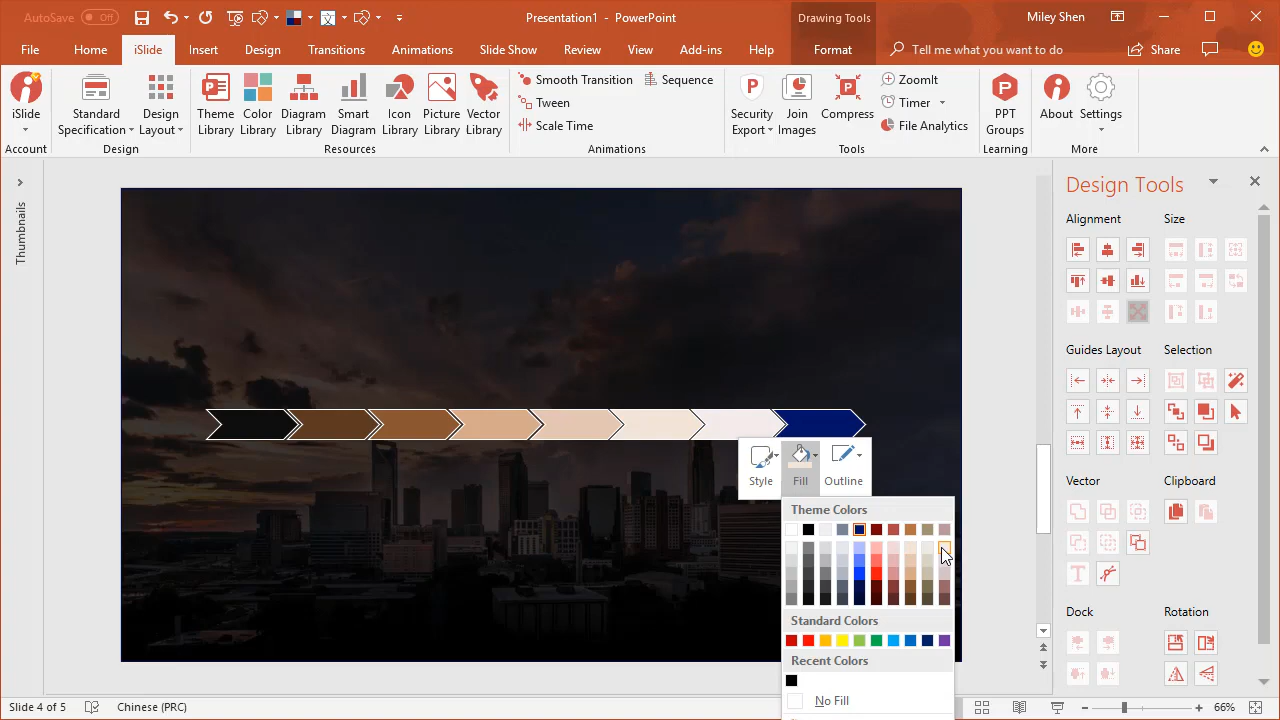 AutoSave Off Presentation1 - PowerPoint Drawing Tools Miley Shen
File Home iSlide Insert Design Transitions Animations Slide Show Review View Add-ins Help Format Tell me what you want to do Share
iSlide
Standard Specification
Design Layout
Theme Library
Color Library
Diagram Library
Smart Diagram
Icon Library
Picture Library
Vector Library
Smooth Transition
Sequence
Tween
Scale Time
Security Export
Join Images
Compress
ZoomIt
Timer
File Analytics
PPT Groups
About
Settings
Account Design Resources Animations Tools Learning More
Thumbnails
Design Tools
Alignment Size
Guides Layout Selection
Vector Clipboard
Dock Rotation
Style Fill Outline
Theme Colors
Standard Colors
Recent Colors
No Fill
Slide 4 of 5 Chinese (PRC) 66%